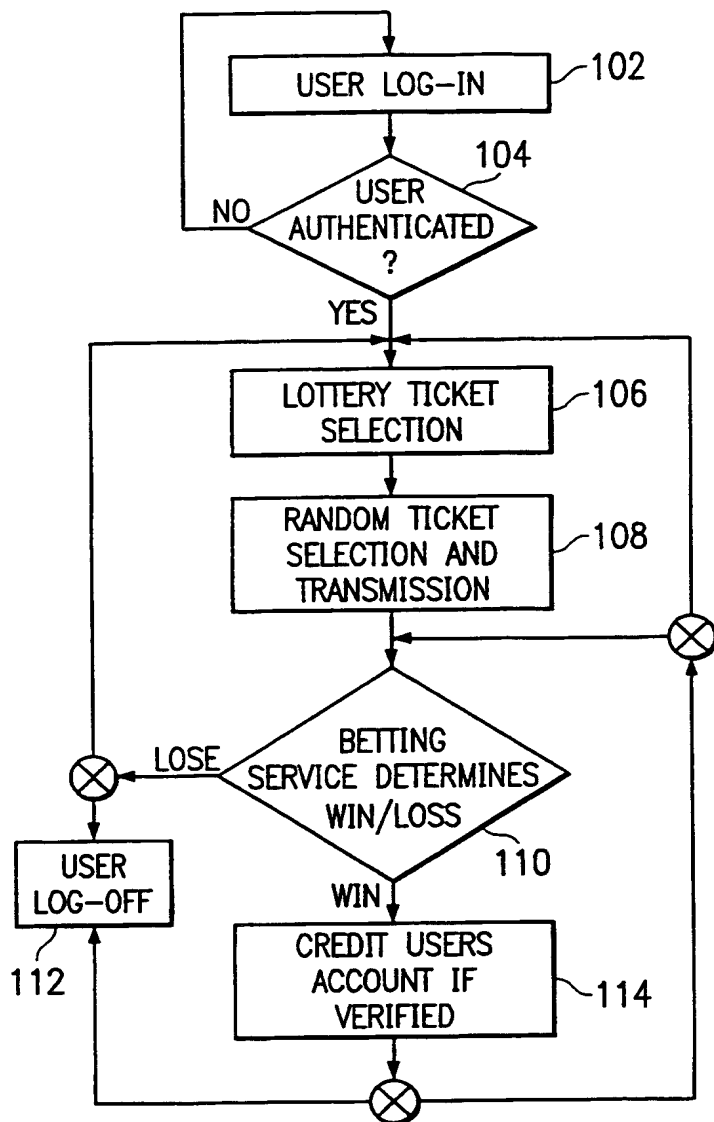 USER LOG-IN
102
104
USER
AUTHENTICATED
?
NO
YES
LOTTERY TICKET
SELECTION
106
RANDOM TICKET
SELECTION AND
TRANSMISSION
108
BETTING
SERVICE DETERMINES
WIN/LOSS
LOSE
110
USER
LOG-OFF
112
WIN
CREDIT USERS
ACCOUNT IF
VERIFIED
114